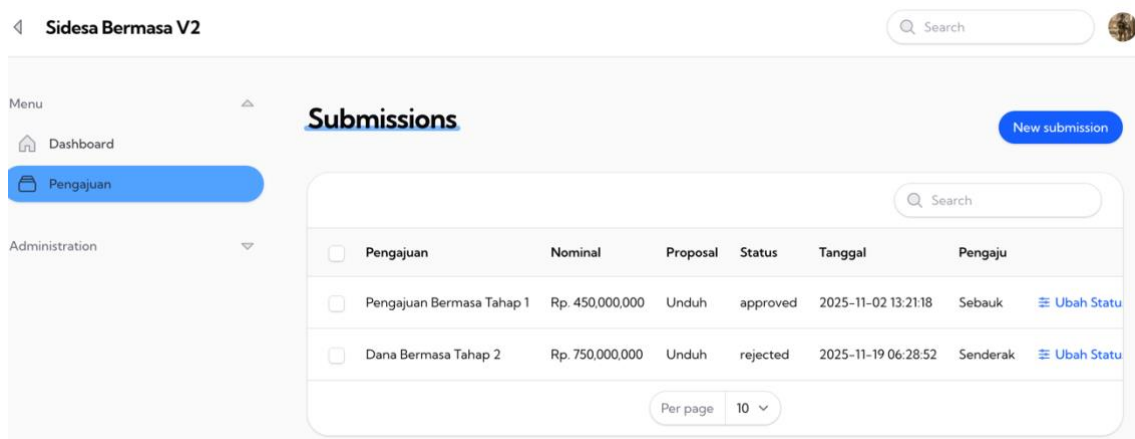 Sidesa Bermasa V2
Search
Menu
Dashboard
Pengajuan
Administration
Submissions
New submission
Search
Pengajuan Nominal Proposal Status Tanggal Pengaju
Pengajuan Bermasa Tahap 1 Rp. 450,000,000 Unduh approved 2025-11-02 13:21:18 Sebauk Ubah Statu
Dana Bermasa Tahap 2 Rp. 750,000,000 Unduh rejected 2025-11-19 06:28:52 Senderak Ubah Statu
Per page 10